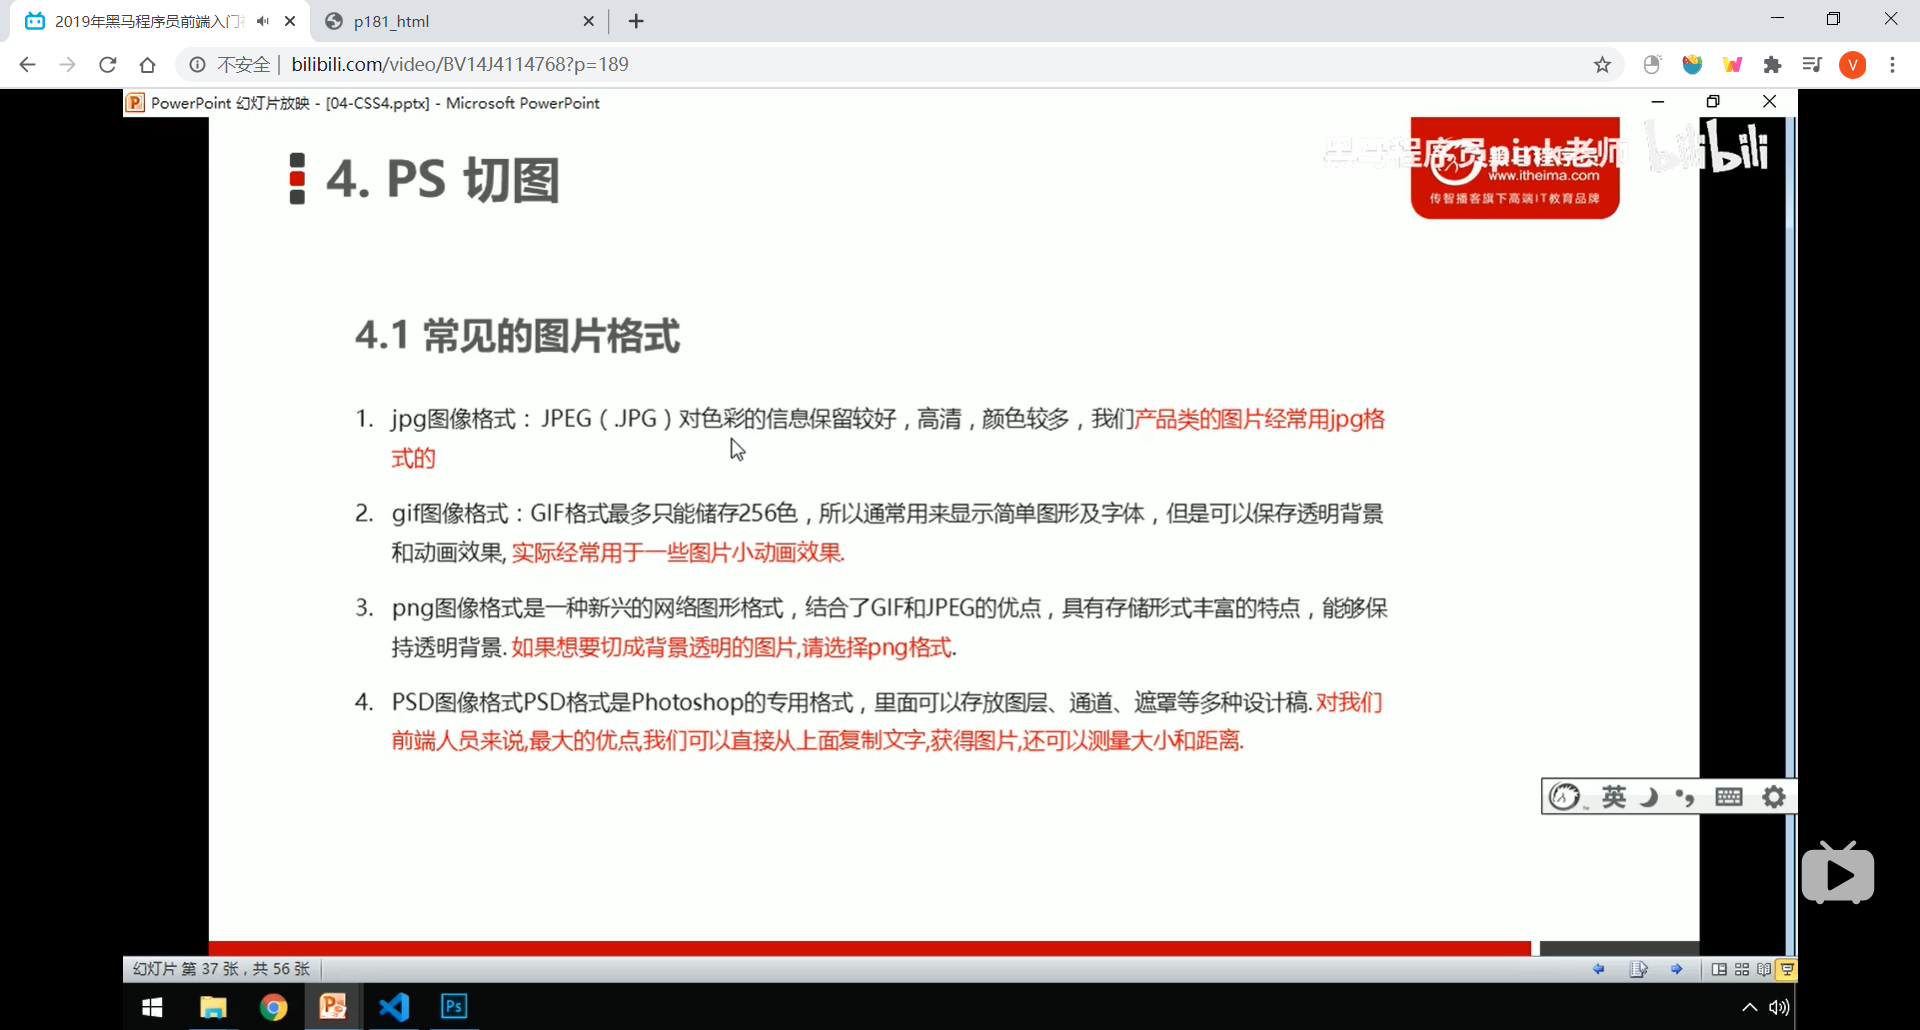 2019年黑马程序员前端入门
p181_html
不安全 | bilibili.com/video/BV14J4114768?p=189
V
PowerPoint 幻灯片放映 - [04-CSS4.pptx] - Microsoft PowerPoint
4. PS 切图
黑马程序员pink老师
bilibili
www.itheima.com
传智播客旗下高端IT教育品牌
4.1 常见的图片格式
1. jpg图像格式：JPEG（.JPG）对色彩的信息保留较好，高清，颜色较多，我们产品类的图片经常用jpg格
式的
2. gif图像格式：GIF格式最多只能储存256色，所以通常用来显示简单图形及字体，但是可以保存透明背景
和动画效果, 实际经常用于一些图片小动画效果.
3. png图像格式是一种新兴的网络图形格式，结合了GIF和JPEG的优点，具有存储形式丰富的特点，能够保
持透明背景. 如果想要切成背景透明的图片,请选择png格式.
4. PSD图像格式PSD格式是Photoshop的专用格式，里面可以存放图层、通道、遮罩等多种设计稿. 对我们
前端人员来说,最大的优点,我们可以直接从上面复制文字,获得图片,还可以测量大小和距离.
英
幻灯片 第 37 张，共 56 张
Ps